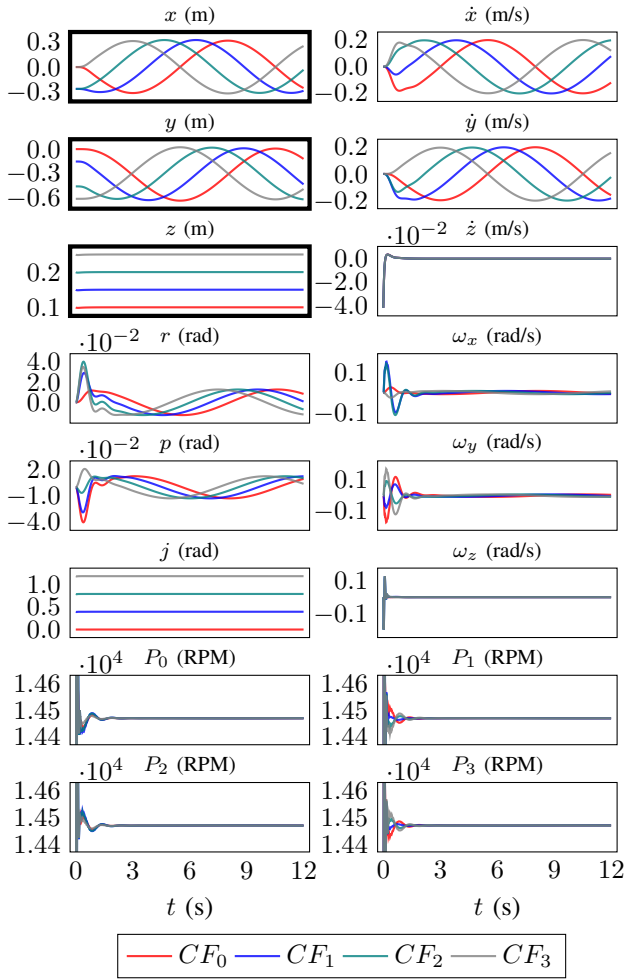 x (m) ẋ (m/s)
0.3 0.2
0.0 0.0
−0.3 −0.2
y (m) ẏ (m/s)
0.0 0.2
−0.3 0.0
−0.6 −0.2
z (m) ·10⁻² ż (m/s)
0.2 0.0
0.1 −2.0
−4.0
·10⁻² r (rad) ω_x (rad/s)
4.0 0.1
2.0 −0.1
0.0
·10⁻² p (rad) ω_y (rad/s)
2.0 0.1
−1.0 −0.1
−4.0
j (rad) ω_z (rad/s)
1.0 0.1
0.5 −0.1
0.0
·10⁴ P₀ (RPM) ·10⁴ P₁ (RPM)
1.46 1.46
1.45 1.45
1.44 1.44
·10⁴ P₂ (RPM) ·10⁴ P₃ (RPM)
1.46 1.46
1.45 1.45
1.44 1.44
0 3 6 9 12 0 3 6 9 12
t (s) t (s)
CF₀ CF₁ CF₂ CF₃